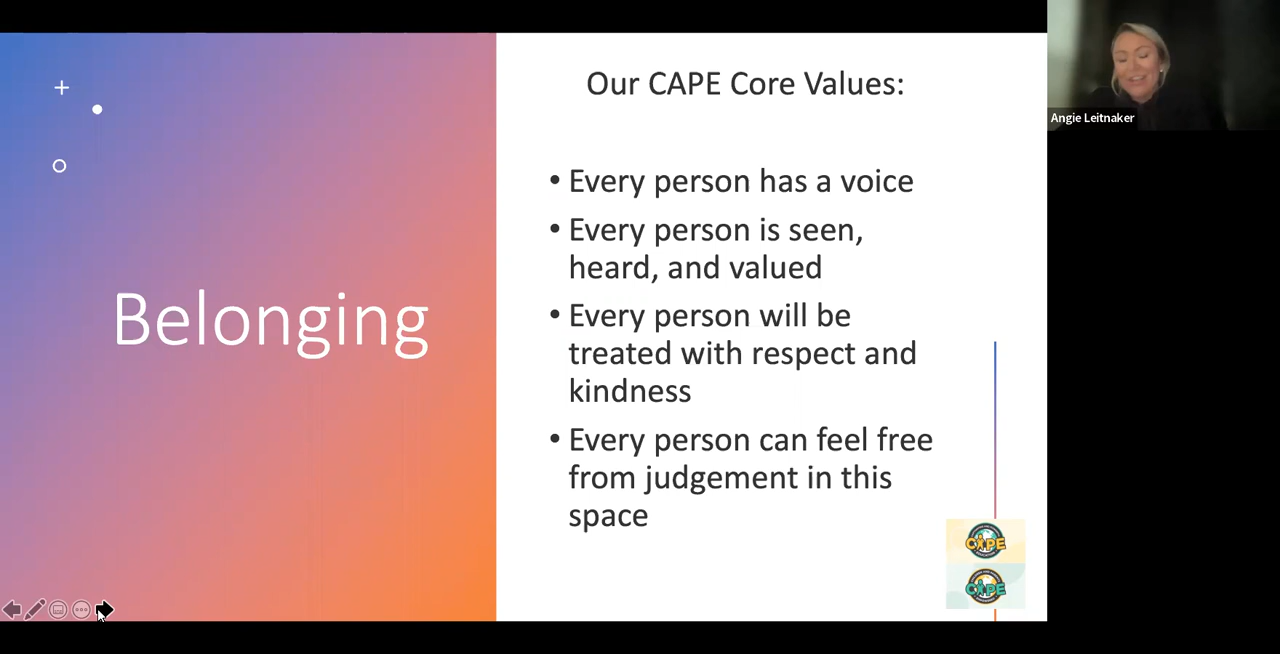 Our CAPE Core Values:
Angie Leitnaker
• Every person has a voice
• Every person is seen,
heard, and valued
Belonging
• Every person will be
treated with respect and
kindness
• Every person can feel free
from judgement in this
space
CAPE
CAPE